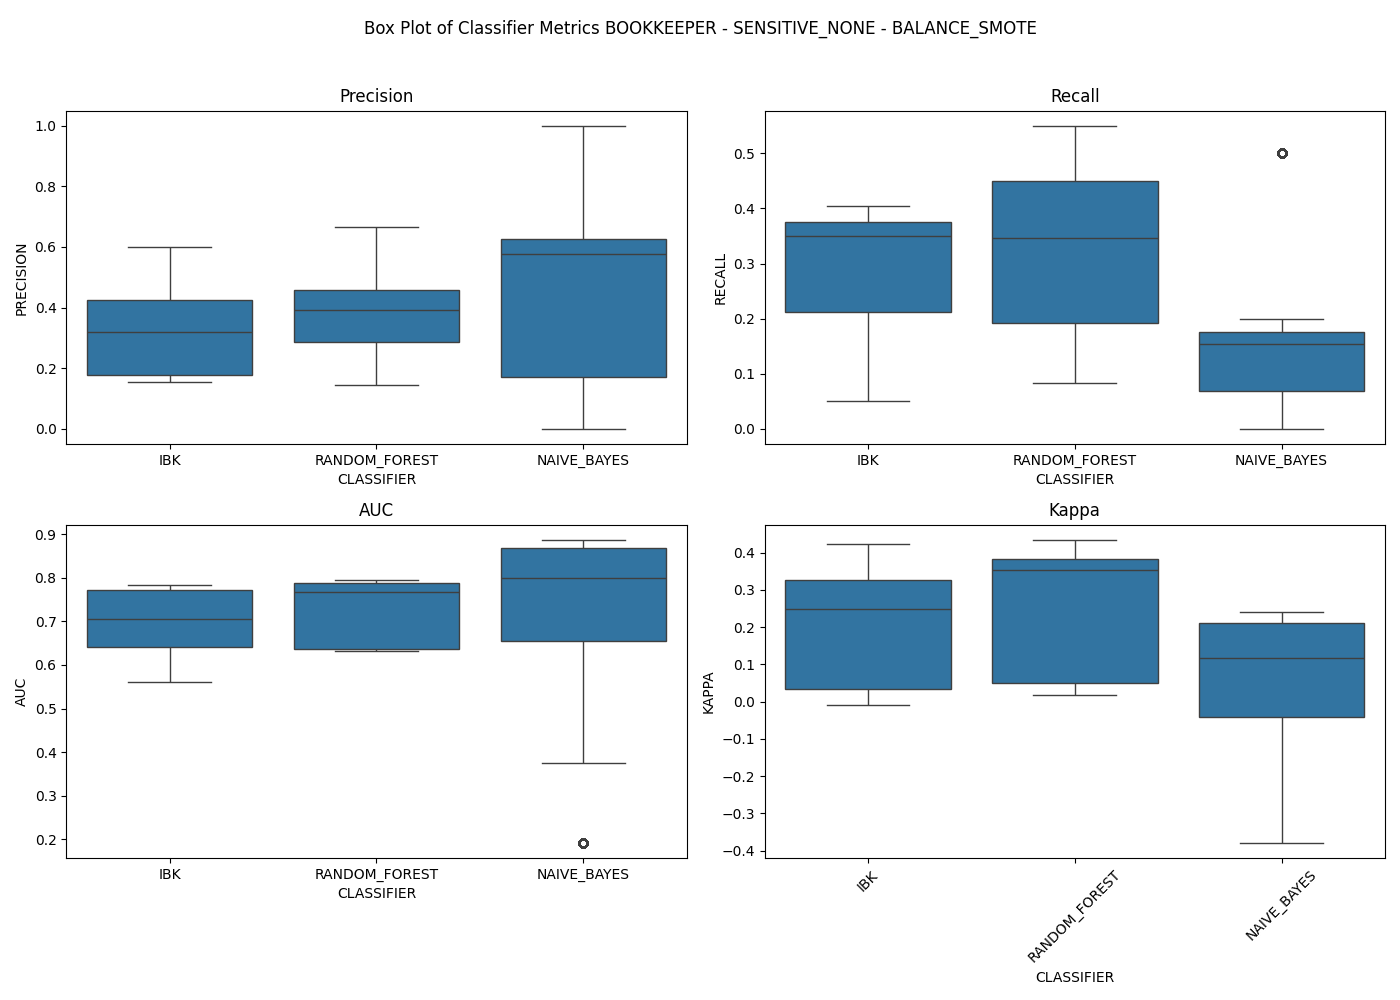 Box Plot of Classifier Metrics BOOKKEEPER - SENSITIVE_NONE - BALANCE_SMOTE
Precision
PRECISION
1.0
0.8
0.6
0.4
0.2
0.0
IBK RANDOM_FOREST NAIVE_BAYES
CLASSIFIER
Recall
RECALL
0.5
0.4
0.3
0.2
0.1
0.0
IBK RANDOM_FOREST NAIVE_BAYES
CLASSIFIER
AUC
AUC
0.9
0.8
0.7
0.6
0.5
0.4
0.3
0.2
IBK RANDOM_FOREST NAIVE_BAYES
CLASSIFIER
Kappa
KAPPA
0.4
0.3
0.2
0.1
0.0
−0.1
−0.2
−0.3
−0.4
IBK RANDOM_FOREST NAIVE_BAYES
CLASSIFIER